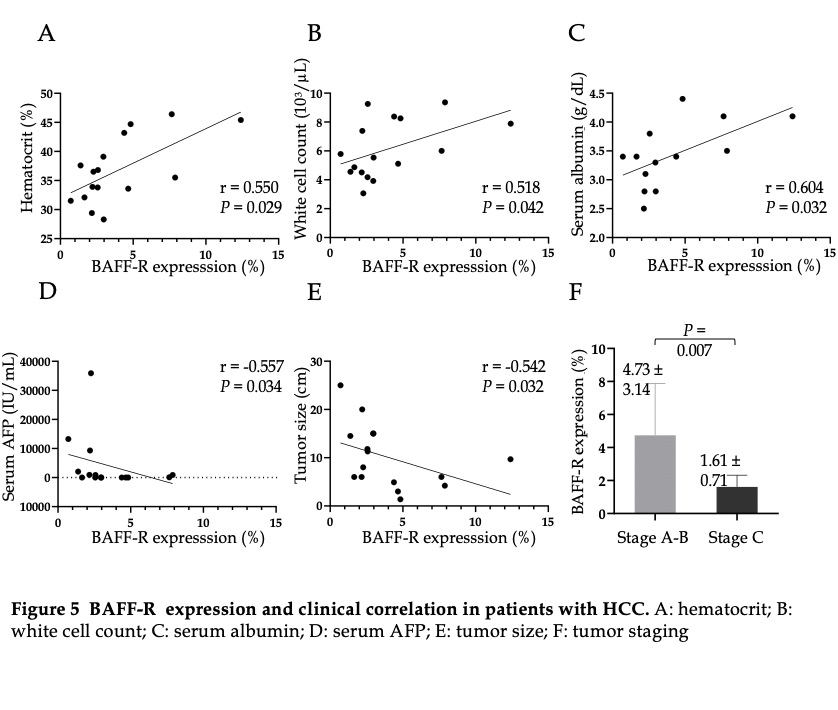 A
Hematocrit (%)
50
45
40
35
30
25
0
5
10
15
r = 0.550
P = 0.029
BAFF-R expresssion (%)
B
White cell count (10³/μL)
10
8
6
4
2
0
0
5
10
15
r = 0.518
P = 0.042
BAFF-R expresssion (%)
C
Serum albumin (g/dL)
4.5
4.0
3.5
3.0
2.5
2.0
0
5
10
15
r = 0.604
P = 0.032
BAFF-R expresssion (%)
D
Serum AFP (IU/mL)
40000
30000
20000
10000
0
10000
0
5
10
15
r = -0.557
P = 0.034
BAFF-R expresssion (%)
E
Tumor size (cm)
30
20
10
0
0
5
10
15
r = -0.542
P = 0.032
BAFF-R expresssion (%)
F
BAFF-R expression (%)
10
8
6
4
2
0
P =
0.007
4.73 ±
3.14
1.61 ±
0.71
Stage A-B
Stage C
Figure 5 BAFF-R expression and clinical correlation in patients with HCC. A: hematocrit; B:
white cell count; C: serum albumin; D: serum AFP; E: tumor size; F: tumor staging